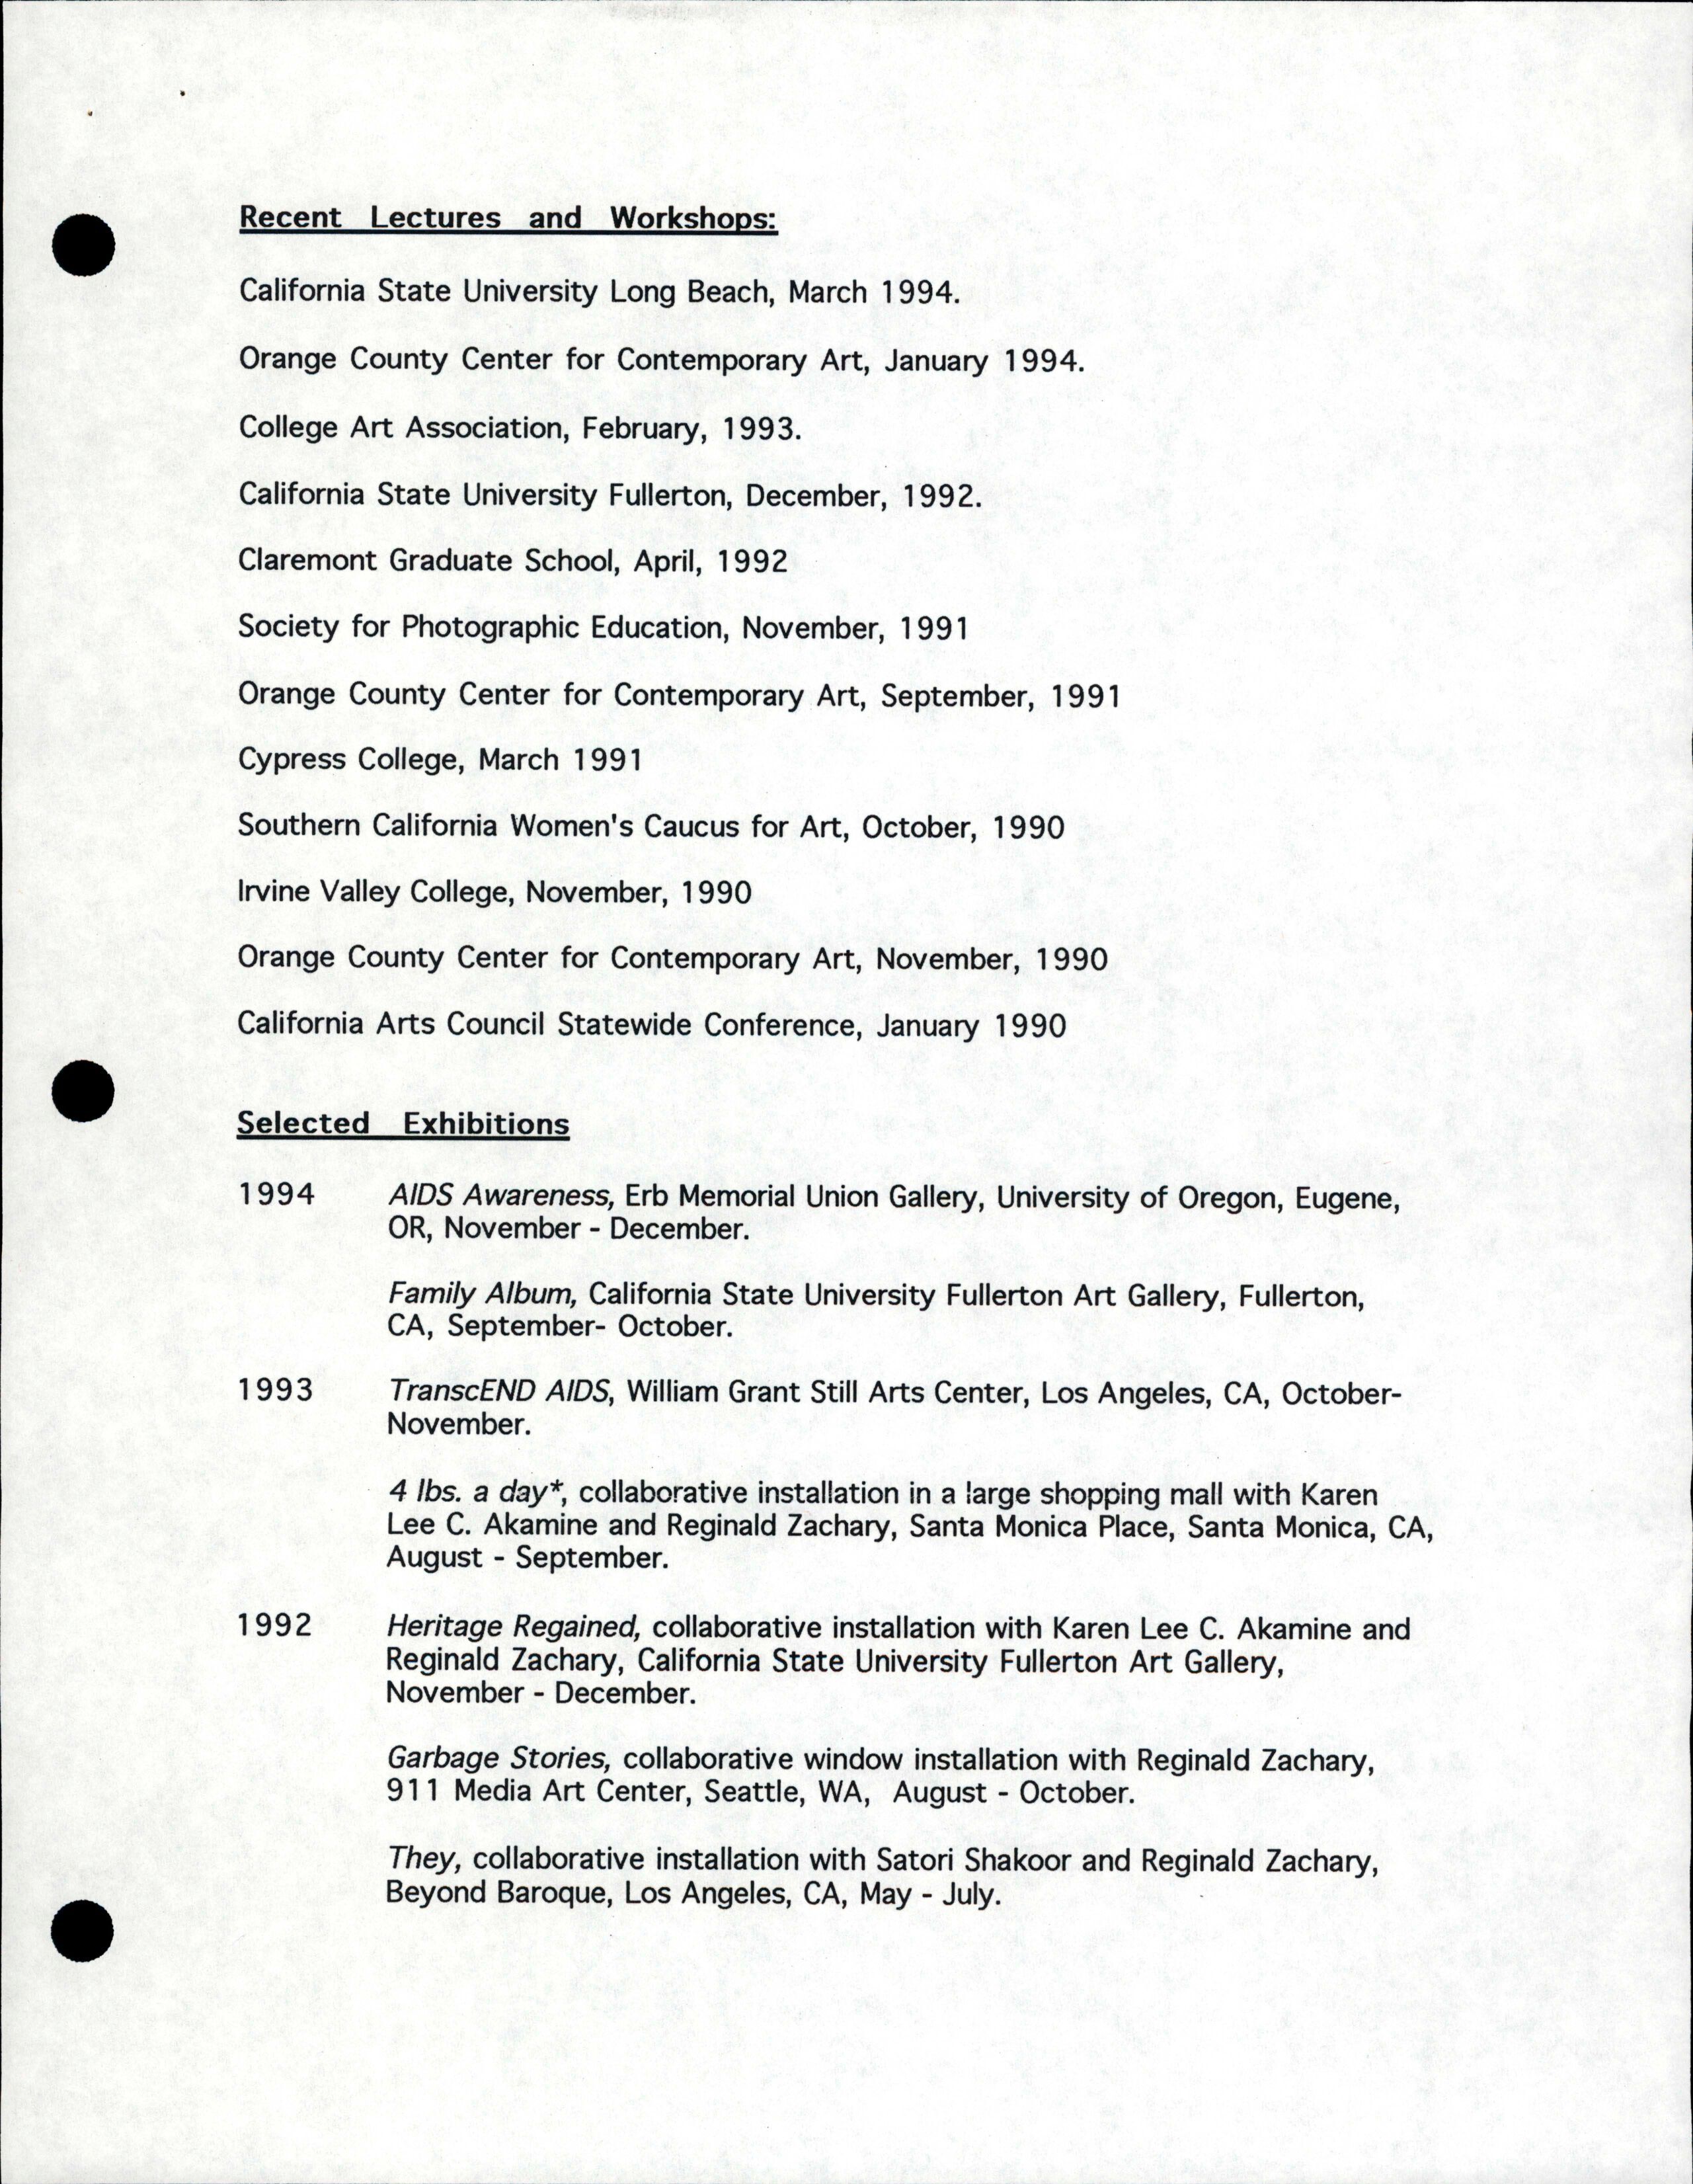 Recent Lectures and Workshops:
California State University Long Beach, March 1994.
Orange County Center for Contemporary Art, January 1994.
College Art Association, February, 1993.
California State University Fullerton, December, 1992.
Claremont Graduate School, April, 1992
Society for Photographic Education, November, 1991
Orange County Center for Contemporary Art, September, 1991
Cypress College, March 1991
Southern California Women's Caucus for Art, October, 1990
Irvine Valley College, November, 1990
Orange County Center for Contemporary Art, November, 1990
California Arts Council Statewide Conference, January 1990
Selected Exhibitions
1994 AIDS Awareness, Erb Memorial Union Gallery, University of Oregon, Eugene,
OR, November - December.
Family Album, California State University Fullerton Art Gallery, Fullerton,
CA, September- October.
1993 TranscEND AIDS, William Grant Still Arts Center, Los Angeles, CA, October-
November.
4 lbs. a day*, collaborative installation in a large shopping mall with Karen
Lee C. Akamine and Reginald Zachary, Santa Monica Place, Santa Monica, CA,
August - September.
1992 Heritage Regained, collaborative installation with Karen Lee C. Akamine and
Reginald Zachary, California State University Fullerton Art Gallery,
November - December.
Garbage Stories, collaborative window installation with Reginald Zachary,
911 Media Art Center, Seattle, WA, August - October.
They, collaborative installation with Satori Shakoor and Reginald Zachary,
Beyond Baroque, Los Angeles, CA, May - July.